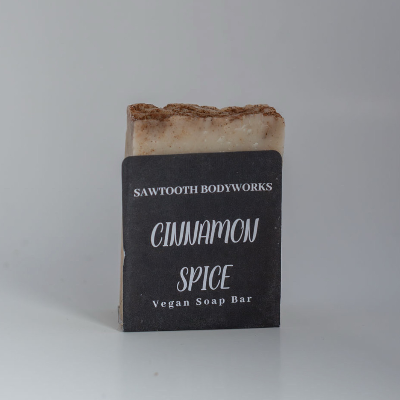 SAWTOOTH BODYWORKS
CINNAMON
SPICE
Vegan Soap Bar